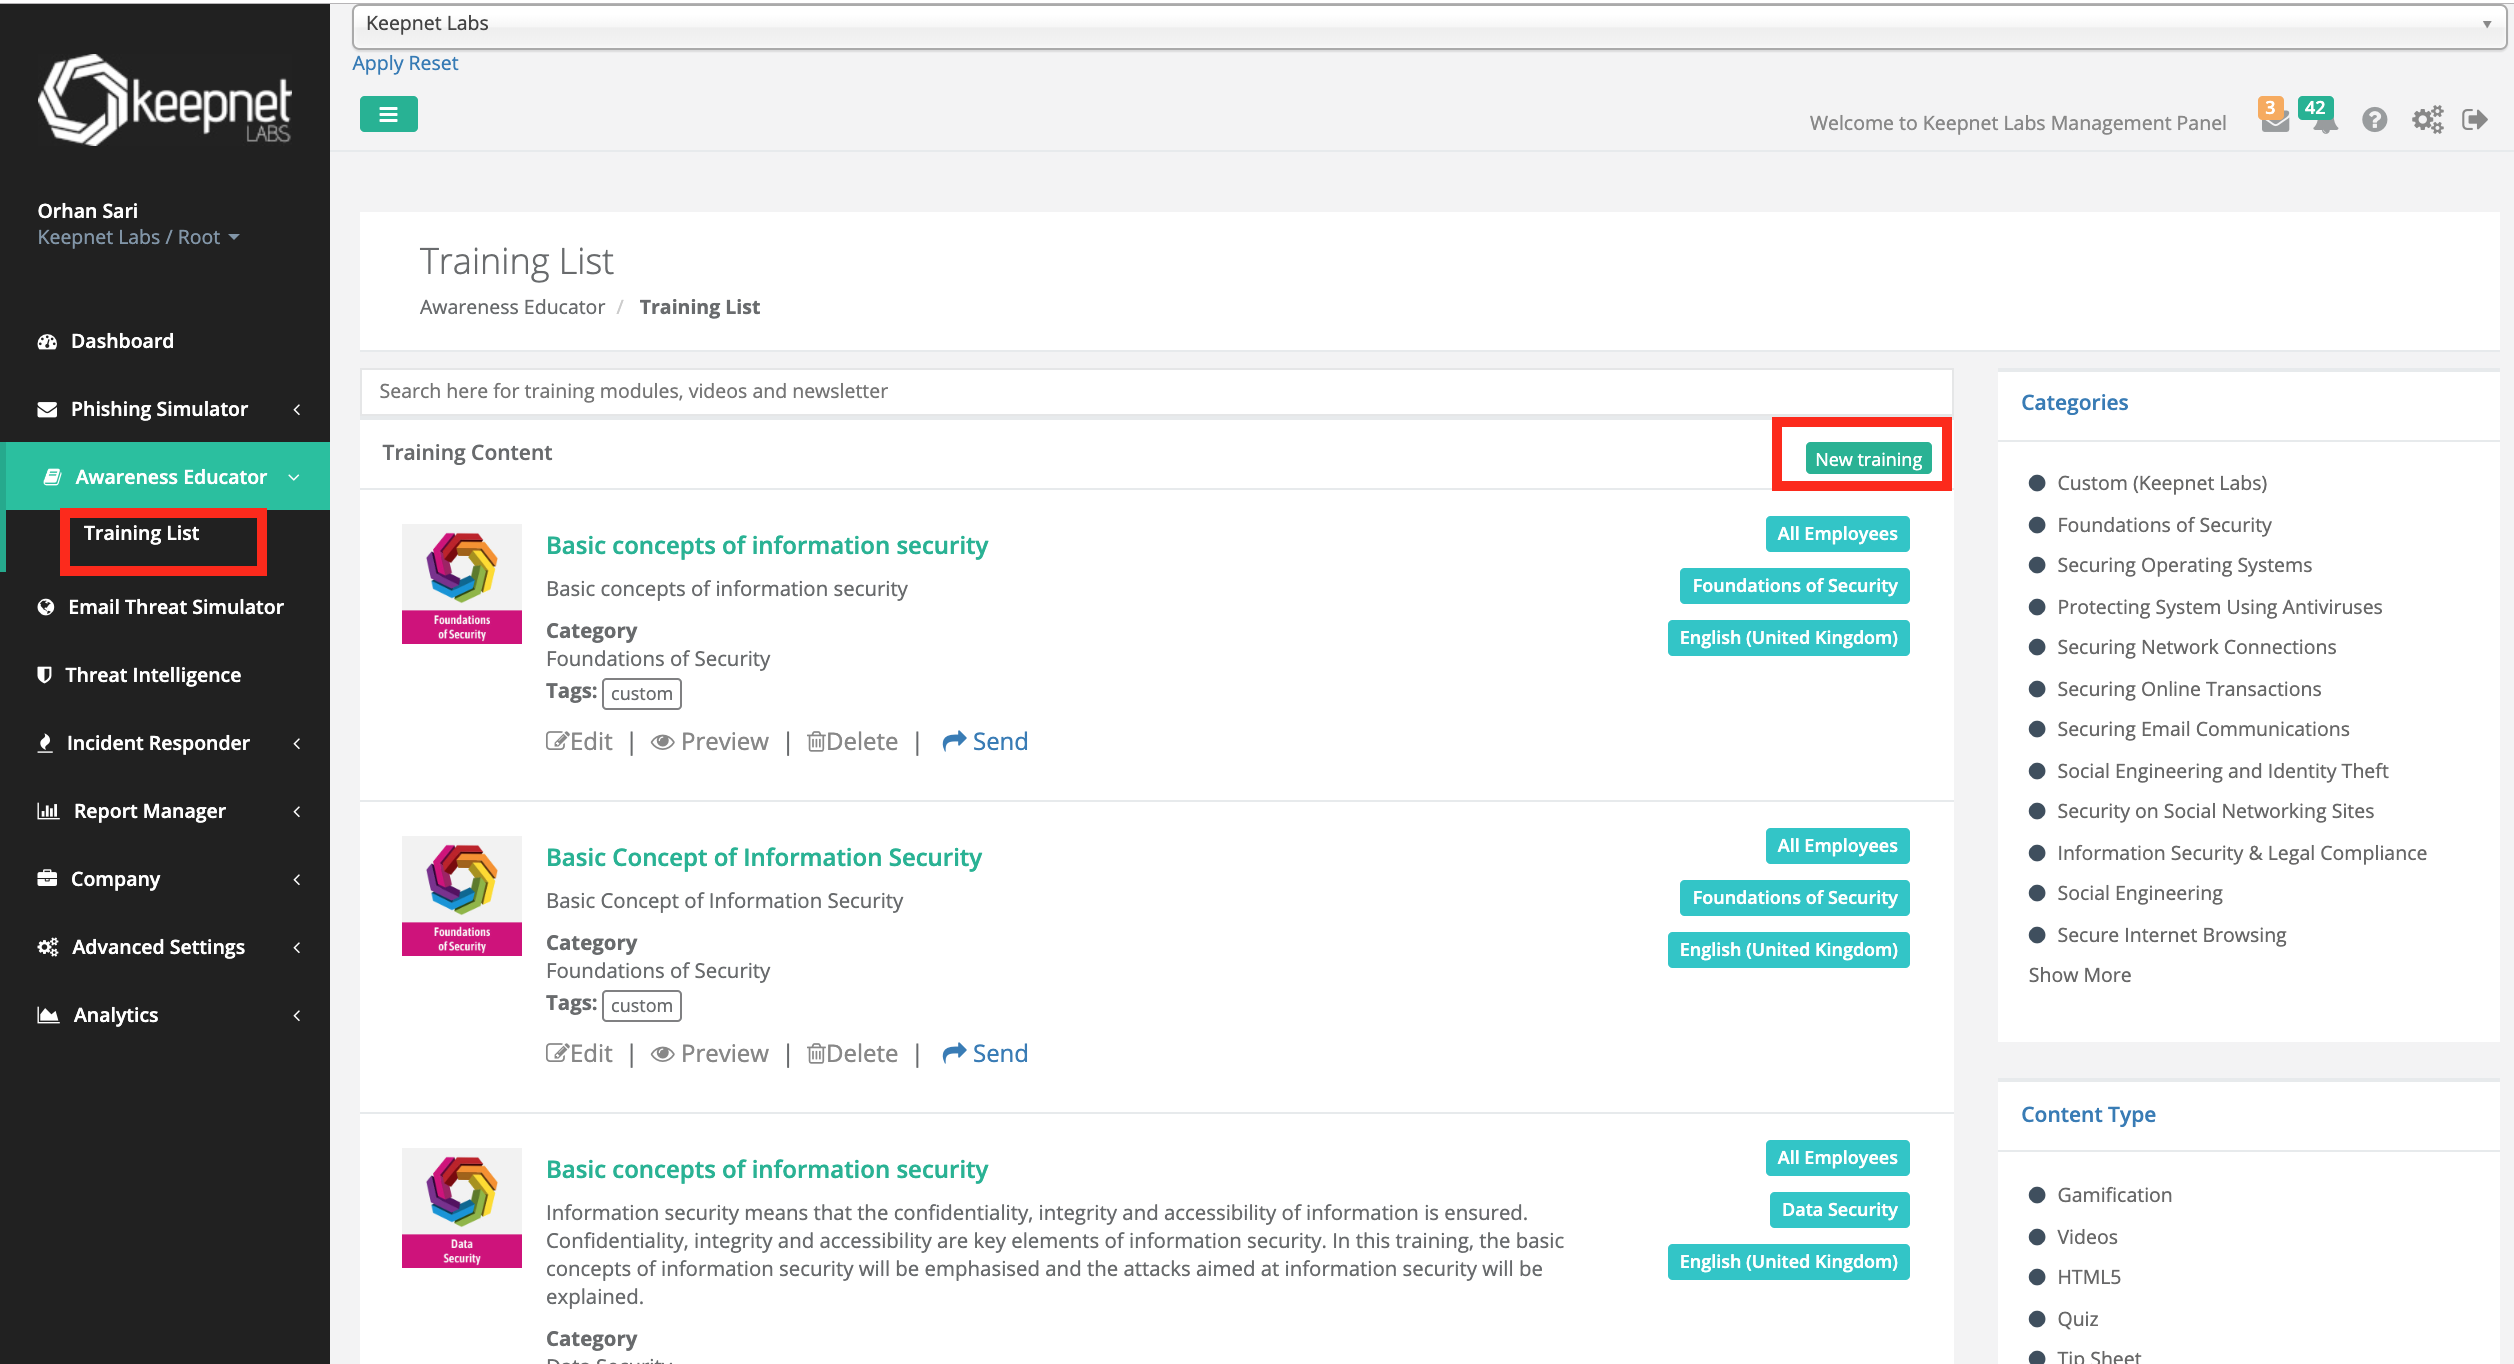 Keepnet Labs
Apply Reset
keepnet
LABS
Welcome to Keepnet Labs Management Panel
3
42
Orhan Sari
Keepnet Labs / Root
Dashboard
Phishing Simulator
Awareness Educator
Training List
Email Threat Simulator
Threat Intelligence
Incident Responder
Report Manager
Company
Advanced Settings
Analytics
Training List
Awareness Educator / Training List
Search here for training modules, videos and newsletter
Training Content
New training
Foundations
of Security
Basic concepts of information security
Basic concepts of information security
Category
Foundations of Security
Tags: custom
Edit | Preview | Delete | Send
All Employees
Foundations of Security
English (United Kingdom)
Foundations
of Security
Basic Concept of Information Security
Basic Concept of Information Security
Category
Foundations of Security
Tags: custom
Edit | Preview | Delete | Send
All Employees
Foundations of Security
English (United Kingdom)
Data
Security
Basic concepts of information security
Information security means that the confidentiality, integrity and accessibility of information is ensured.
Confidentiality, integrity and accessibility are key elements of information security. In this training, the basic
concepts of information security will be emphasised and the attacks aimed at information security will be
explained.
Category
Data Security
All Employees
Data Security
English (United Kingdom)
Categories
Custom (Keepnet Labs)
Foundations of Security
Securing Operating Systems
Protecting System Using Antiviruses
Securing Network Connections
Securing Online Transactions
Securing Email Communications
Social Engineering and Identity Theft
Security on Social Networking Sites
Information Security & Legal Compliance
Social Engineering
Secure Internet Browsing
Show More
Content Type
Gamification
Videos
HTML5
Quiz
Tip Sheet